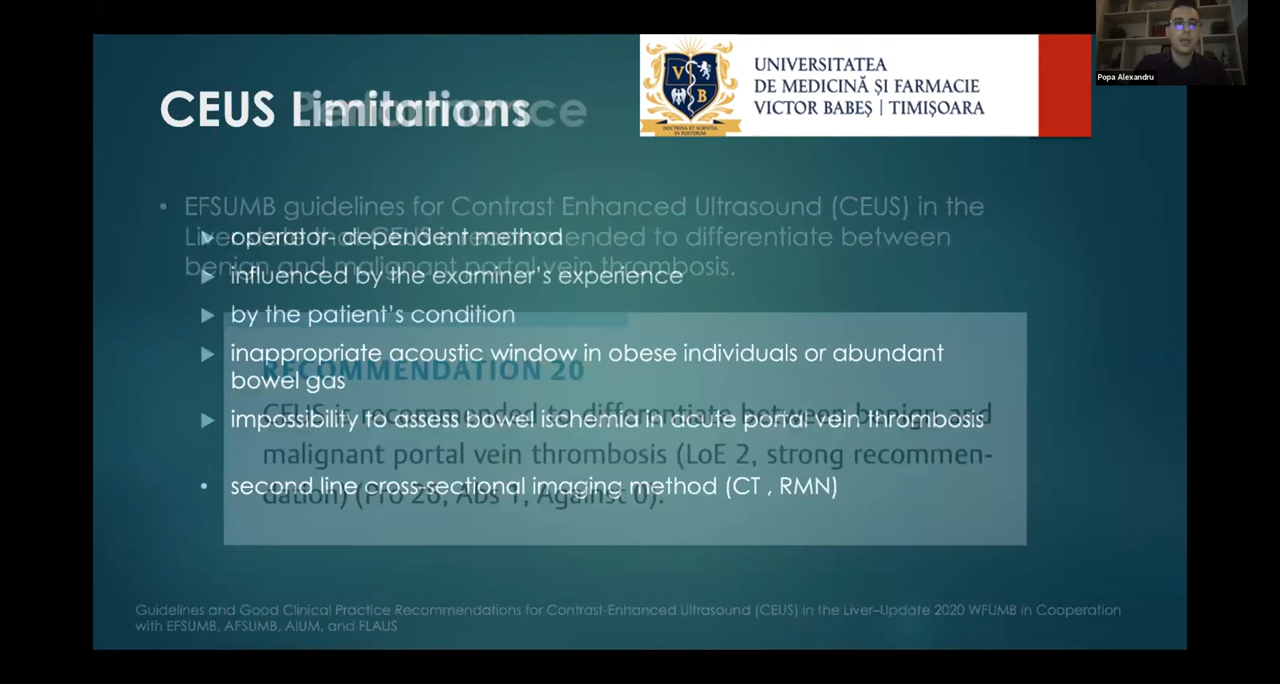 Popa Alexandru
V B
DOCTRINA ET SCIENTIA
IN POSTERUM
UNIVERSITATEA
DE MEDICINĂ ȘI FARMACIE
VICTOR BABEȘ | TIMIȘOARA
CEUS Limitations
• EFSUMB guidelines for Contrast Enhanced Ultrasound (CEUS) in the
recommended to differentiate between
benign and malignant portal vein thrombosis.
operator- dependent method
influenced by the examiner's experience
by the patient's condition
inappropriate acoustic window in obese individuals or abundant
bowel gas
impossibility to assess bowel ischemia in acute portal vein thrombosis
• second line cross-sectional imaging method (CT , RMN)
RECOMMENDATION 20
CEUS is recommended to differentiate between benign and
malignant portal vein thrombosis (LoE 2, strong recommen-
dation) (Pro 26, Abs 1, Against 0).
Guidelines and Good Clinical Practice Recommendations for Contrast-Enhanced Ultrasound (CEUS) in the Liver–Update 2020 WFUMB in Cooperation
with EFSUMB, AFSUMB, AIUM, and FLAUS